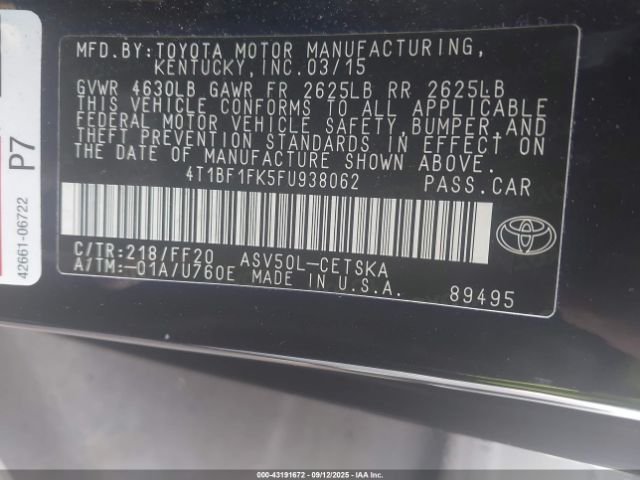 MFD. BY: TOYOTA MOTOR MANUFACTURING,
KENTUCKY, INC. 03/15
GVWR 4630LB GAWR FR 2625LB RR 2625LB
THIS VEHICLE CONFORMS TO ALL APPLICABLE
FEDERAL MOTOR VEHICLE SAFETY, BUMPER, AND
THEFT PREVENTION STANDARDS IN EFFECT ON
THE DATE OF MANUFACTURE SHOWN ABOVE.
4T1BF1FK5FU938062 PASS.CAR
C/TR: 218/FF20 ASV50L-CETSKA
A/TM: -01A/U760E MADE IN U.S.A.
89495
P7
42661-06722
000-43191672 - 09/12/2025 - IAAI.CA